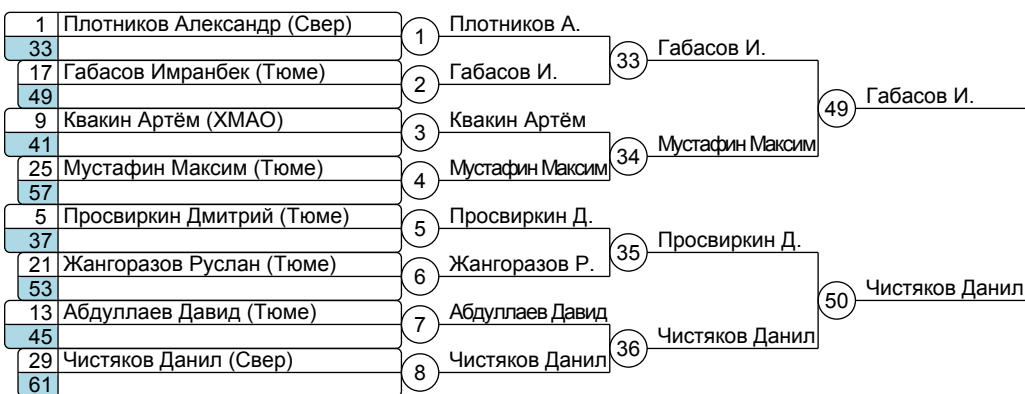 1 Плотников Александр (Свер)
33
17 Габасов Имранбек (Тюме)
49
9 Квакин Артём (ХМАО)
41
25 Мустафин Максим (Тюме)
57
5 Просвиркин Дмитрий (Тюме)
37
21 Жангоразов Руслан (Тюме)
53
13 Абдуллаев Давид (Тюме)
45
29 Чистяков Данил (Свер)
61
1 Плотников А.
2 Габасов И.
3 Квакин Артём
4 Мустафин Максим
5 Просвиркин Д.
6 Жангоразов Р.
7 Абдуллаев Давид
8 Чистяков Данил
33 Габасов И.
34 Мустафин Максим
35 Просвиркин Д.
36 Чистяков Данил
49 Габасов И.
50 Чистяков Данил